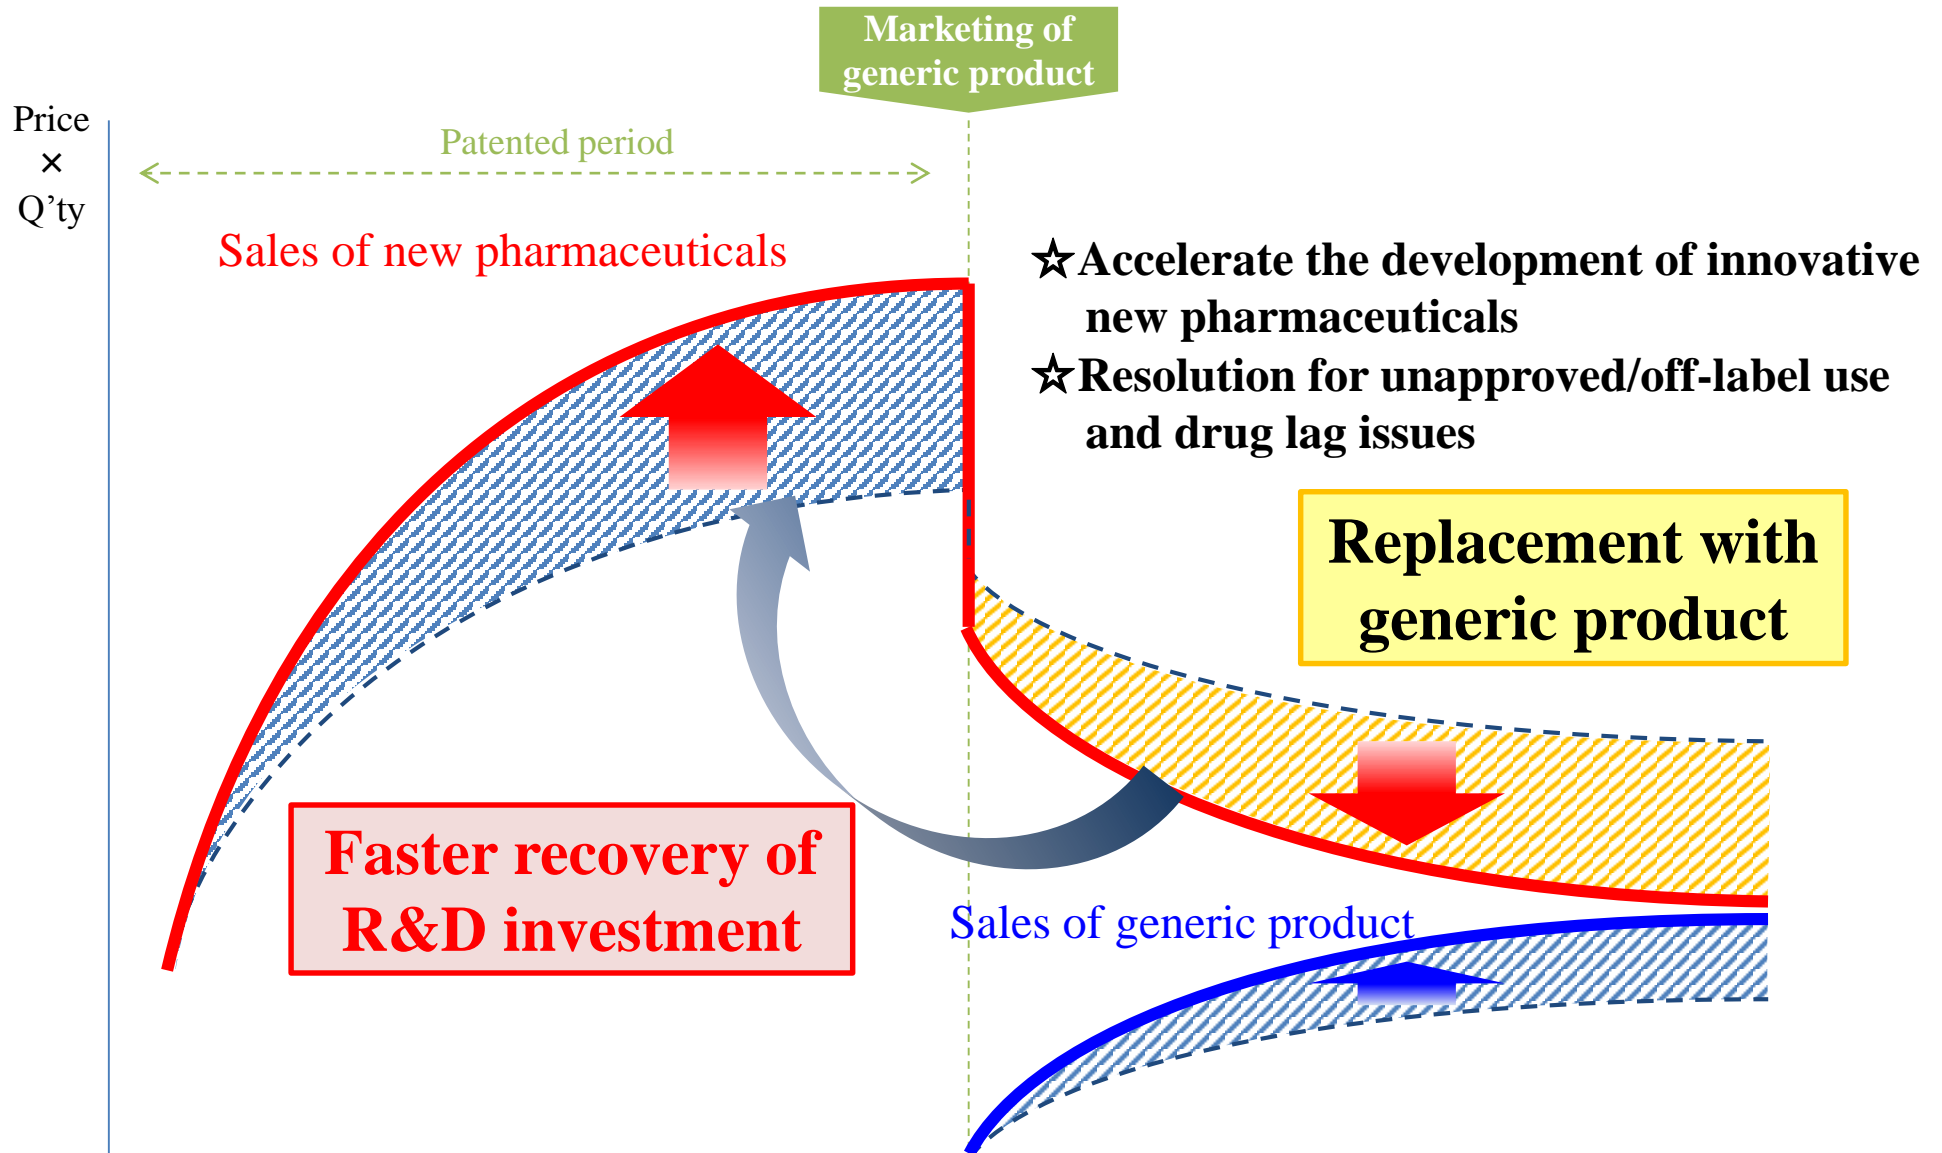 Marketing of
generic product
Price
×
Q’ty
Patented period
Sales of new pharmaceuticals
☆Accelerate the development of innovative
new pharmaceuticals
☆Resolution for unapproved/off-label use
and drug lag issues
Replacement with
generic product
Faster recovery of
R&D investment
Sales of generic product